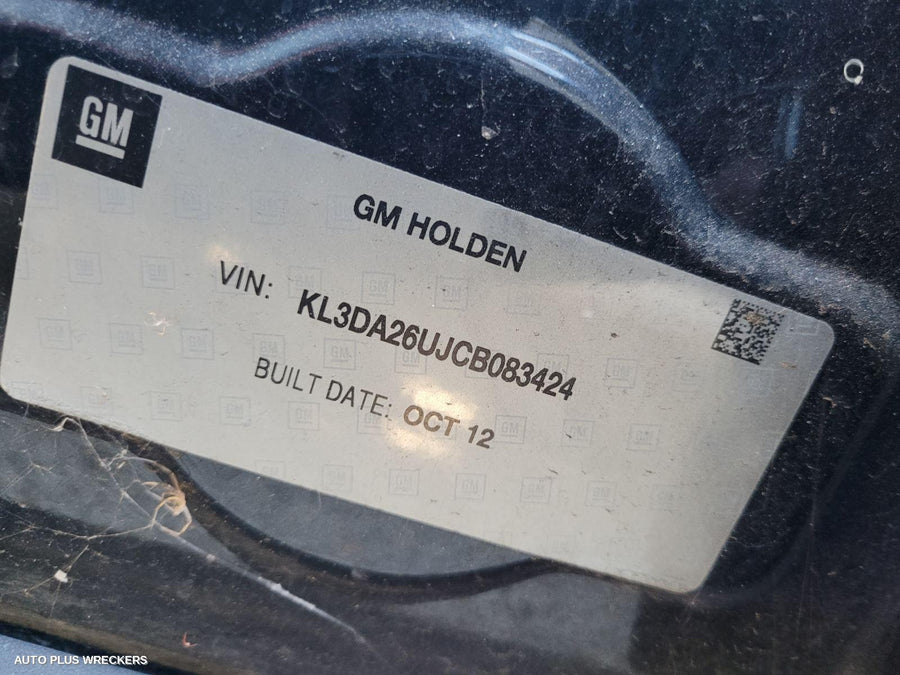 GM
GM HOLDEN
VIN: KL3DA26UJCB083424
BUILT DATE: OCT 12
AUTO PLUS WRECKERS